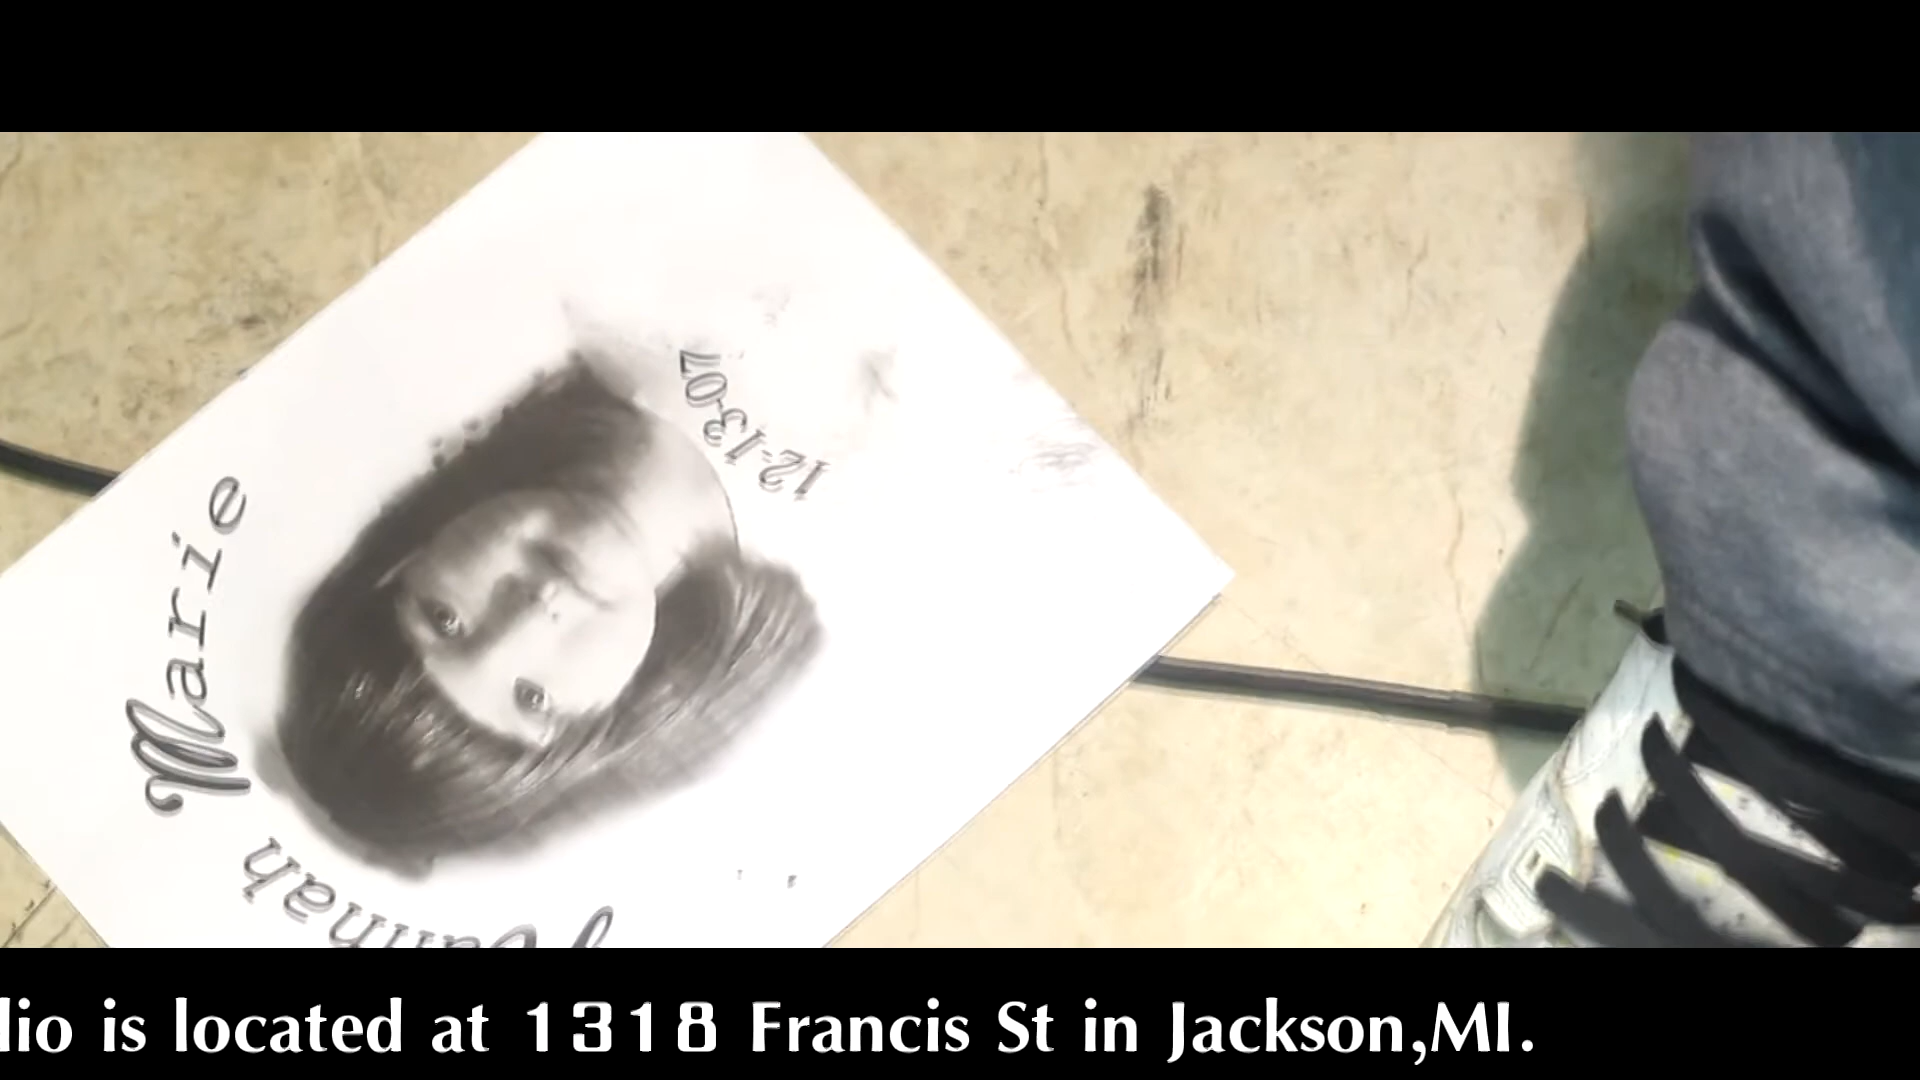 Marie
12-13-07
lio is located at 1318 Francis St in Jackson,MI.